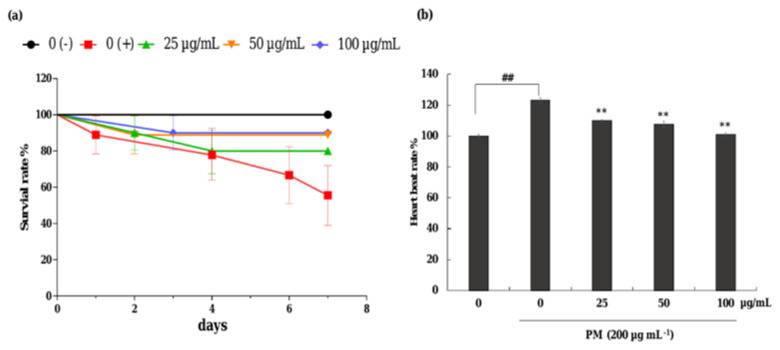 (a)
0 (-) 0 (+) 25 µg/mL 50 µg/mL 100 µg/mL
120
100
80
60
40
20
0
0 2 4 6 8
days
Survial rate %
(b)
140
120
100
80
60
40
20
0
Heart beat rate %
##
**
**
**
0 0 25 50 100 µg/mL
PM (200 µg mL-1)